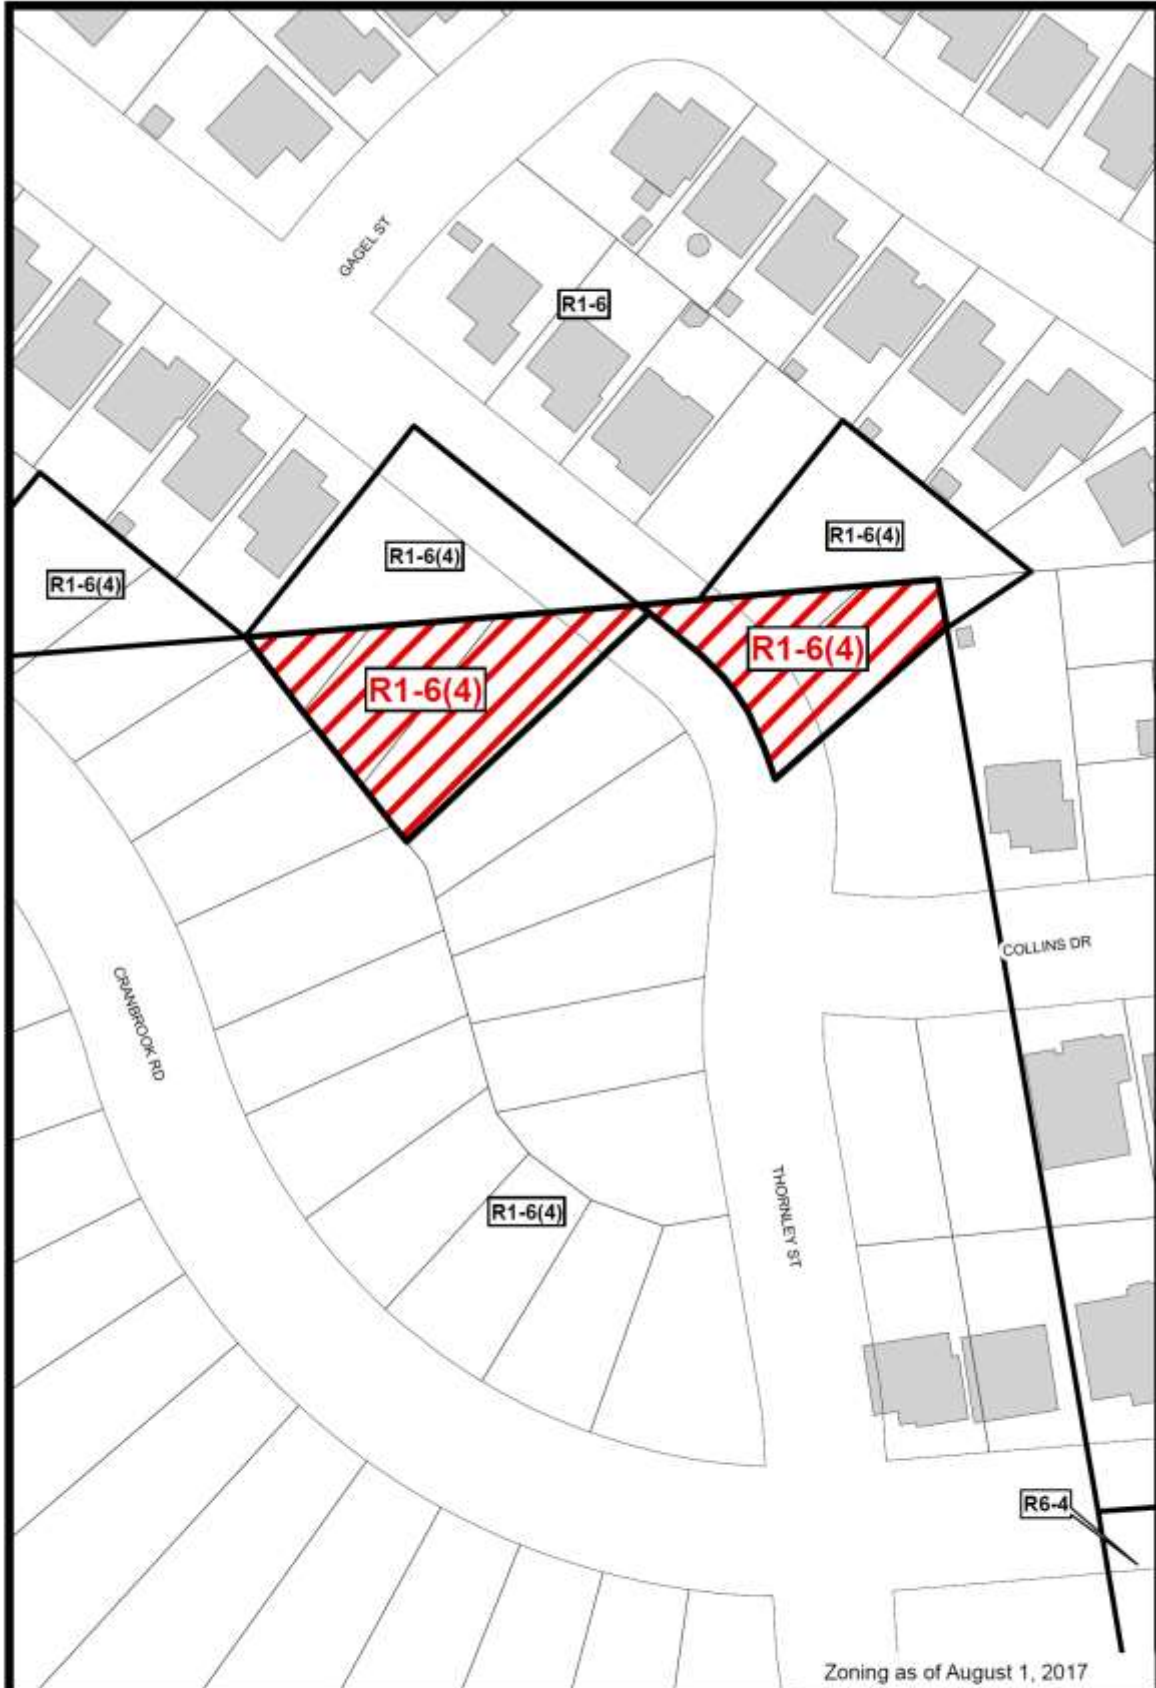 GAGEL ST
R1-6
R1-6(4)
R1-6(4)
R1-6(4)
R1-6(4)
R1-6(4)
COLLINS DR
CRANBROOK RD
THORNLEY ST
R1-6(4)
R6-4
Zoning as of August 1, 2017